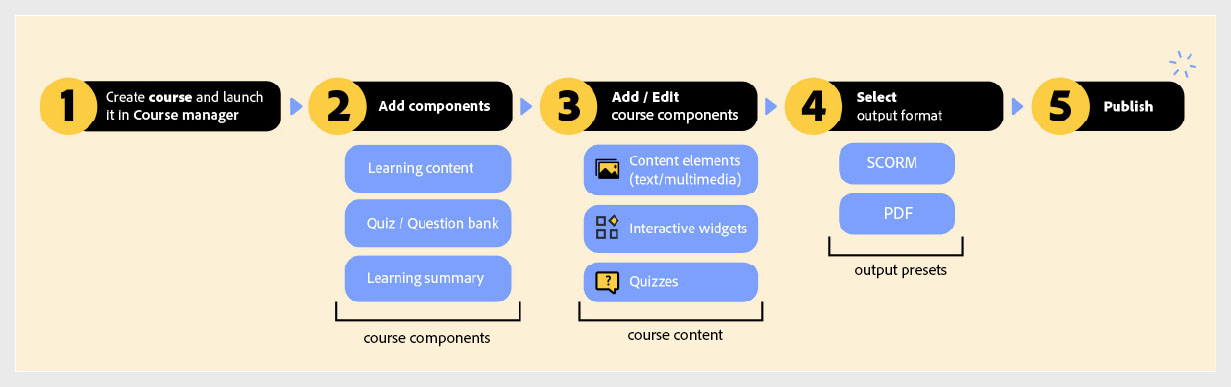 1
Create course and launch
it in Course manager
2
Add components
Learning content
Quiz / Question bank
Learning summary
course components
3
Add / Edit
course components
Content elements
(text/multimedia)
Interactive widgets
?
Quizzes
course content
4
Select
output format
SCORM
PDF
output presets
5
Publish